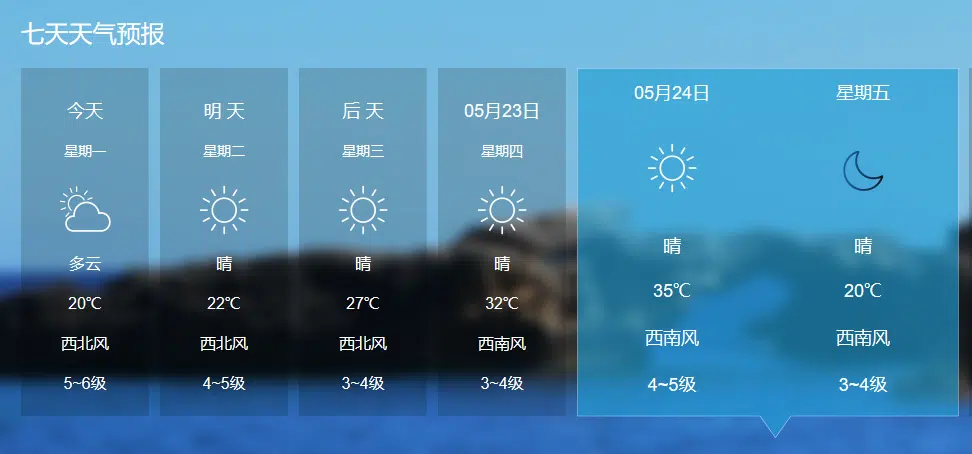 七天天气预报
今天
星期一
多云
20℃
西北风
5~6级
明天
星期二
晴
22℃
西北风
4~5级
后天
星期三
晴
27℃
西北风
3~4级
05月23日
星期四
晴
32℃
西南风
3~4级
05月24日 星期五
晴 晴
35℃ 20℃
西南风 西南风
4~5级 3~4级